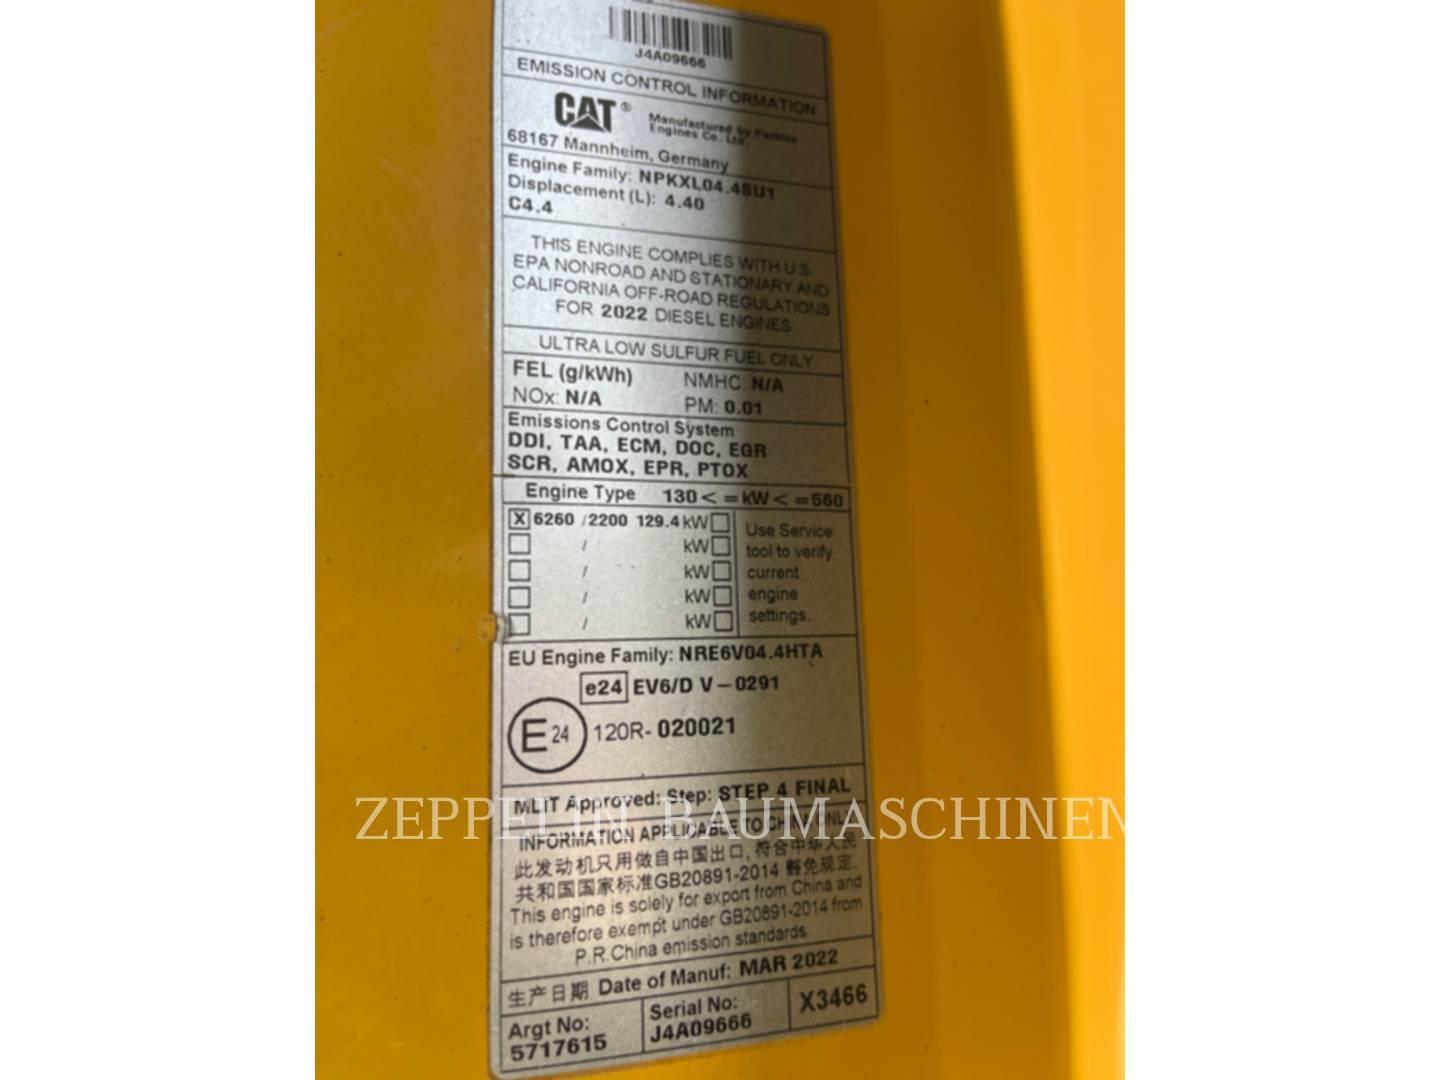 J4A09666
EMISSION CONTROL INFORMATION
CAT® Manufactured by Perkins
Engines Co. Ltd.
68167 Mannheim, Germany
Engine Family: NPKXL04.4SU1
Displacement (L): 4.40
C4.4
THIS ENGINE COMPLIES WITH U.S.
EPA NONROAD AND STATIONARY AND
CALIFORNIA OFF-ROAD REGULATIONS
FOR 2022 DIESEL ENGINES.
ULTRA LOW SULFUR FUEL ONLY
FEL (g/kWh) NMHC: N/A
NOx: N/A PM: 0.01
Emissions Control System
DDI, TAA, ECM, DOC, EGR
SCR, AMOX, EPR, PTOX
Engine Type 130<=kW<=560
X 6260 /2200 129.4 kW Use Service
/ kW tool to verify
/ kW current
/ kW engine
/ kW settings.
EU Engine Family: NRE6V04.4HTA
e24 EV6/D V-0291
E24 120R-020021
MLIT Approved: Step: STEP 4 FINAL
ZEPPELIN BAUMASCHINEN
INFORMATION APPLICABLE TO CHINA ONLY
此发动机只用做自中国出口, 符合中华人民
共和国国家标准GB20891-2014 豁免规定.
This engine is solely for export from China and
is therefore exempt under GB20891-2014 from
P.R.China emission standards.
生产日期 Date of Manuf: MAR 2022
Argt No: Serial No: X3466
5717615 J4A09666